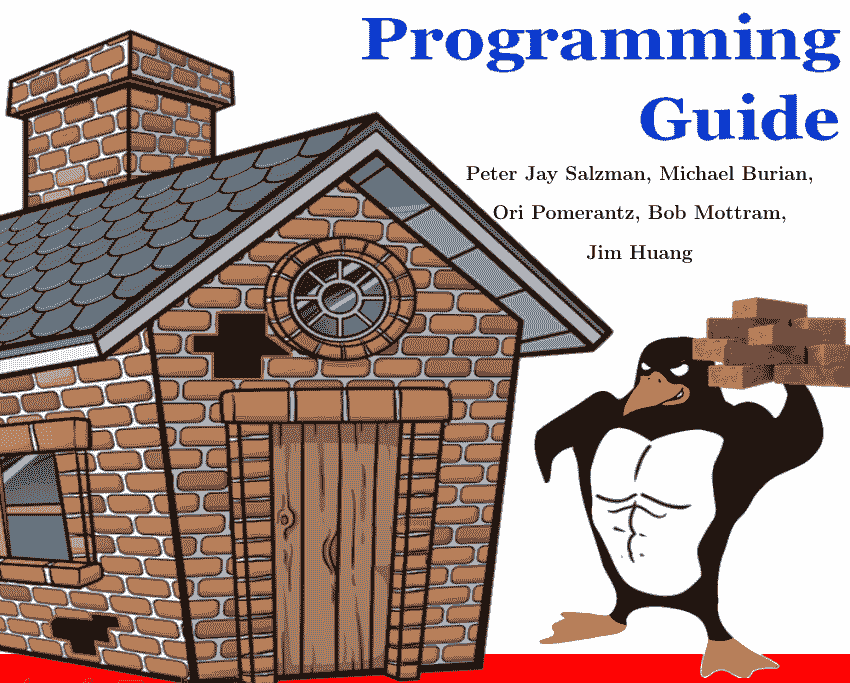 Programming
Guide
Peter Jay Salzman, Michael Burian,
Ori Pomerantz, Bob Mottram,
Jim Huang